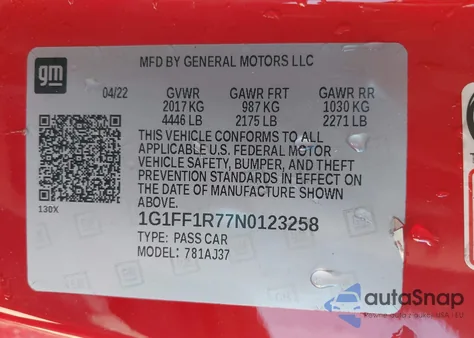 gm
MFD BY GENERAL MOTORS LLC
04/22 GVWR GAWR FRT GAWR RR
2017 KG 987 KG 1030 KG
4446 LB 2175 LB 2271 LB
THIS VEHICLE CONFORMS TO ALL
APPLICABLE U.S. FEDERAL MOTOR
VEHICLE SAFETY, BUMPER, AND THEFT
PREVENTION STANDARDS IN EFFECT ON
THE DATE OF MANUFACTURE SHOWN
ABOVE.
130X
1G1FF1R77N0123258
TYPE: PASS CAR
MODEL: 781AJ37
autoSnap